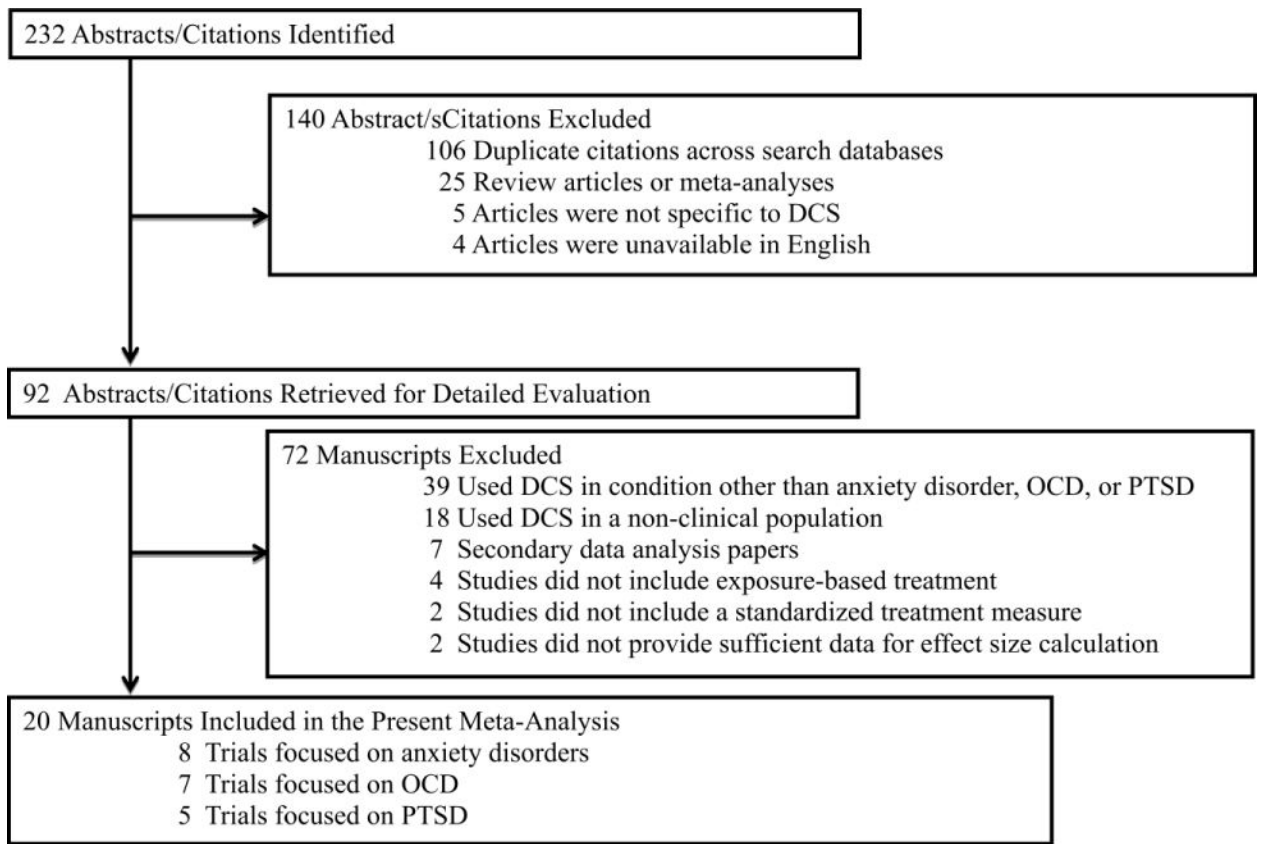 232 Abstracts/Citations Identified
140 Abstract/sCitations Excluded
106 Duplicate citations across search databases
25 Review articles or meta-analyses
5 Articles were not specific to DCS
4 Articles were unavailable in English
92 Abstracts/Citations Retrieved for Detailed Evaluation
72 Manuscripts Excluded
39 Used DCS in condition other than anxiety disorder, OCD, or PTSD
18 Used DCS in a non-clinical population
7 Secondary data analysis papers
4 Studies did not include exposure-based treatment
2 Studies did not include a standardized treatment measure
2 Studies did not provide sufficient data for effect size calculation
20 Manuscripts Included in the Present Meta-Analysis
8 Trials focused on anxiety disorders
7 Trials focused on OCD
5 Trials focused on PTSD